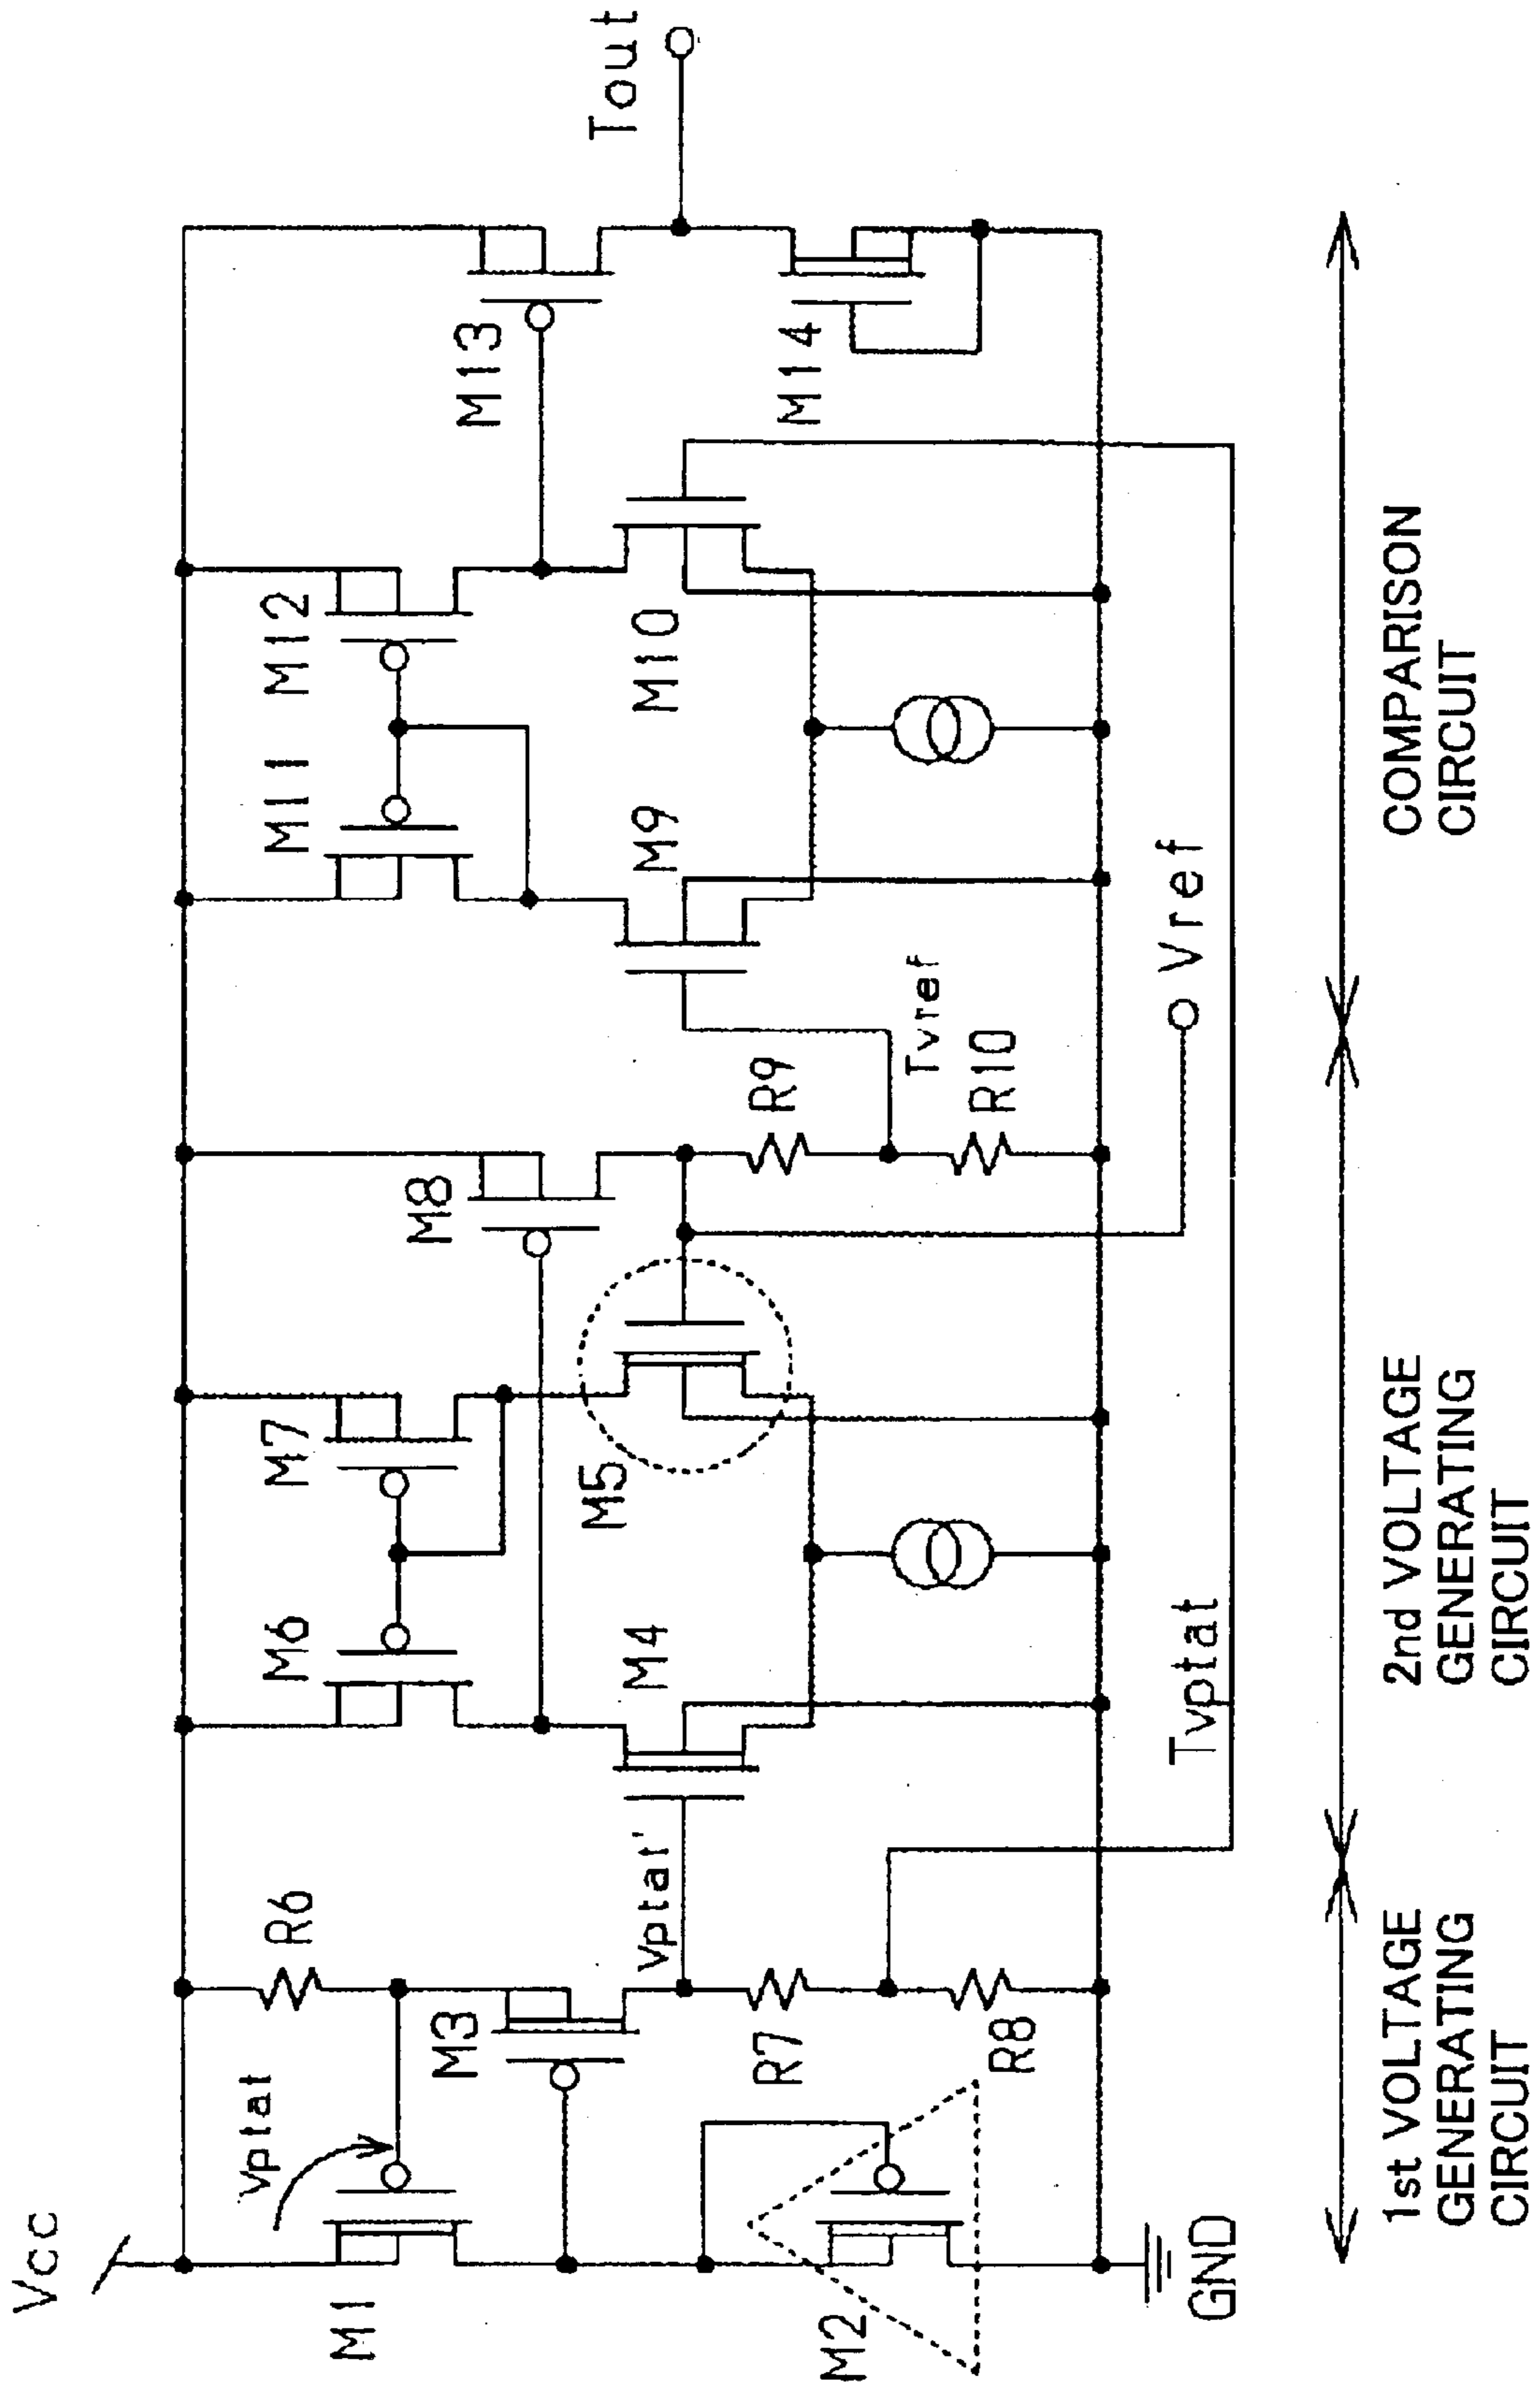 Vcc
M1
Vptat
R6
M3
Vptat'
R7
R8
M2
GND
M6
M7
M4
M5
M8
R9
Tvref
R10
Tvptat
Vref
M11
M12
M9
M10
M13
M14
Tout
1st VOLTAGE
GENERATING
CIRCUIT
2nd VOLTAGE
GENERATING
CIRCUIT
COMPARISON
CIRCUIT